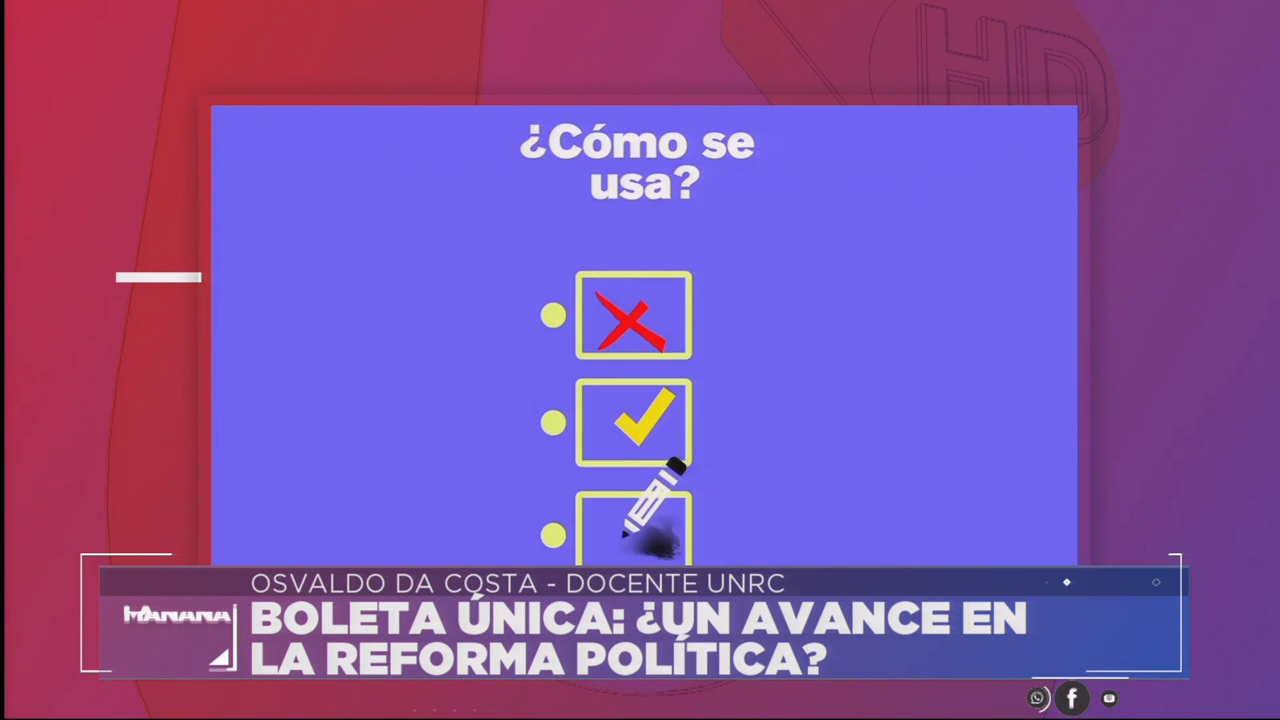 HD
¿Cómo se
usa?
OSVALDO DA COSTA - DOCENTE UNRC
MAÑANA
BOLETA ÚNICA: ¿UN AVANCE EN
LA REFORMA POLÍTICA?